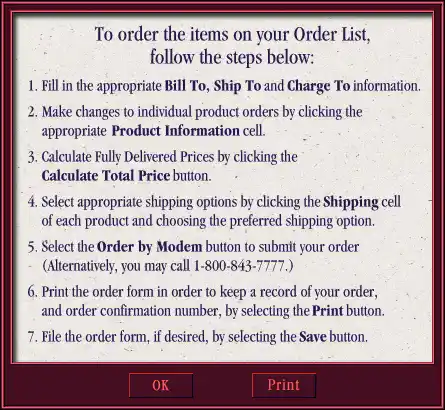 To order the items on your Order List,
follow the steps below:
1. Fill in the appropriate Bill To, Ship To and Charge To information.
2. Make changes to individual product orders by clicking the
appropriate Product Information cell.
3. Calculate Fully Delivered Prices by clicking the
Calculate Total Price button.
4. Select appropriate shipping options by clicking the Shipping cell
of each product and choosing the preferred shipping option.
5. Select the Order by Modem button to submit your order
(Alternatively, you may call 1-800-843-7777.)
6. Print the order form in order to keep a record of your order,
and order confirmation number, by selecting the Print button.
7. File the order form, if desired, by selecting the Save button.
OK Print